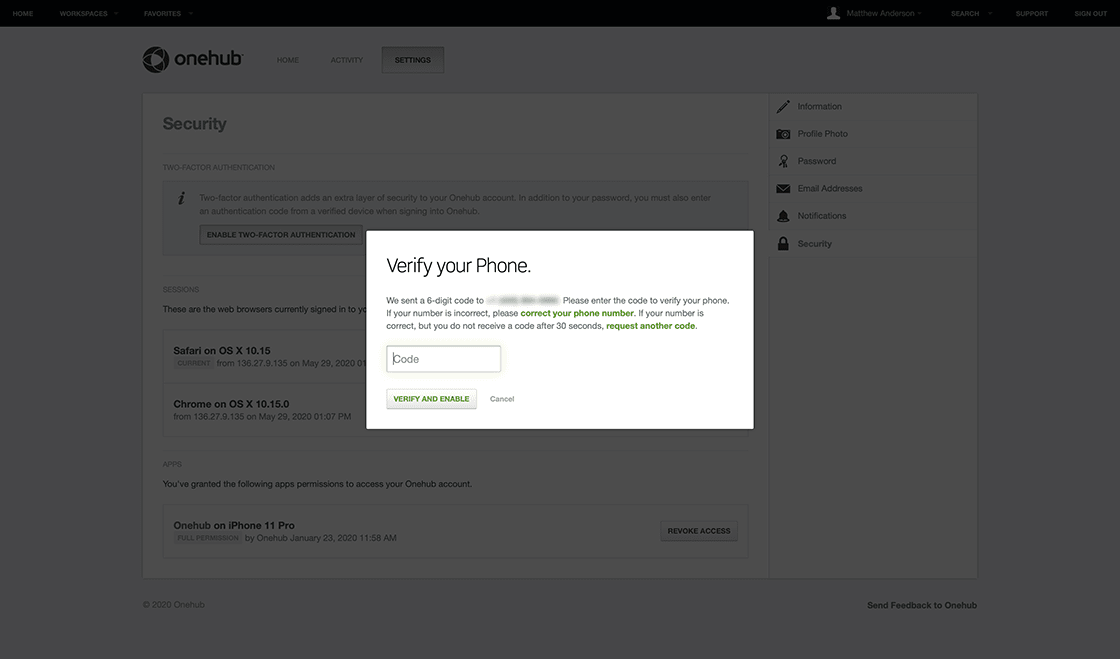 HOME WORKSPACES FAVORITES Matthew Anderson SEARCH SUPPORT SIGN OUT
onehub HOME ACTIVITY SETTINGS
Security
TWO-FACTOR AUTHENTICATION
Two-factor authentication adds an extra layer of security to your Onehub account. In addition to your password, you must also enter
an authentication code from a verified device when signing into Onehub.
ENABLE TWO-FACTOR AUTHENTICATION
SESSIONS
These are the web browsers currently signed in to
Safari on OS X 10.15
CURRENT from 136.27.9.135 on May 29, 2020
Chrome on OS X 10.15.0
from 136.27.9.135 on May 29, 2020 01:07 PM
APPS
You've granted the following apps permissions to access your Onehub account.
Onehub on iPhone 11 Pro
FULL PERMISSION by Onehub January 23, 2020 11:58 AM
REVOKE ACCESS
Verify your Phone.
We sent a 6-digit code to Please enter the code to verify your phone.
If your number is incorrect, please correct your phone number. If your number is
correct, but you do not receive a code after 30 seconds, request another code.
Code
VERIFY AND ENABLE Cancel
Information
Profile Photo
Password
Email Addresses
Notifications
Security
© 2020 Onehub Send Feedback to Onehub